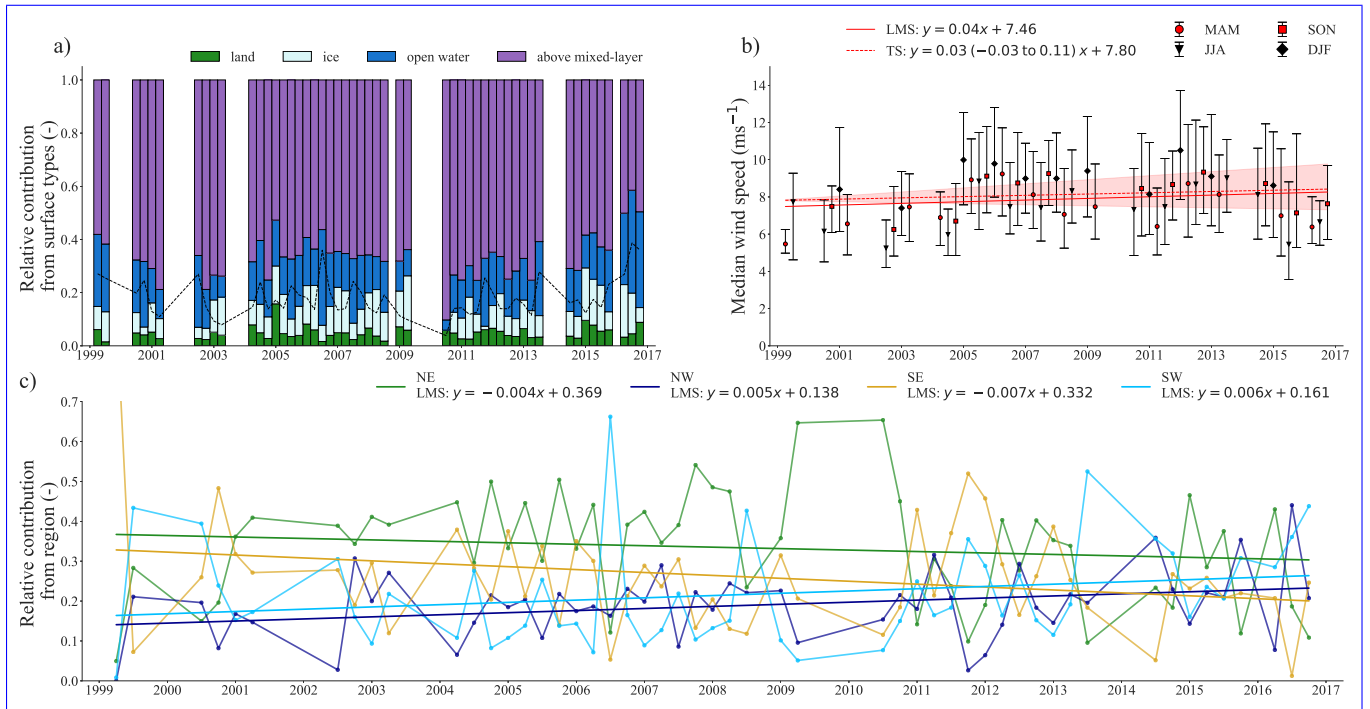 a)
land
ice
open water
above mixed-layer
Relative contribution
from surface types (-)
1.0
0.8
0.6
0.4
0.2
0.0
1999
2001
2003
2005
2007
2009
2011
2013
2015
2017
b)
LMS: y = 0.04x + 7.46
TS: y = 0.03 (−0.03 to 0.11) x + 7.80
MAM
SON
JJA
DJF
Median wind speed (ms⁻¹)
14
12
10
8
6
4
2
0
1999
2001
2003
2005
2007
2009
2011
2013
2015
2017
c)
NE
LMS: y = −0.004x + 0.369
NW
LMS: y = 0.005x + 0.138
SE
LMS: y = −0.007x + 0.332
SW
LMS: y = 0.006x + 0.161
Relative contribution
from region (-)
0.7
0.6
0.5
0.4
0.3
0.2
0.1
0.0
1999
2000
2001
2002
2003
2004
2005
2006
2007
2008
2009
2010
2011
2012
2013
2014
2015
2016
2017